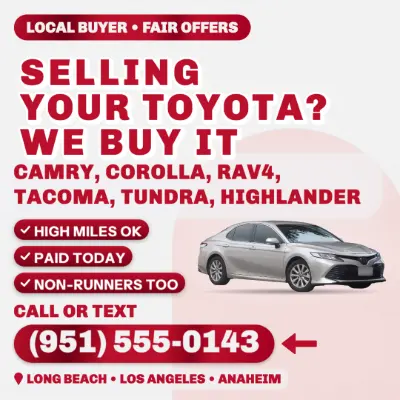 LOCAL BUYER • FAIR OFFERS
SELLING
YOUR TOYOTA?
WE BUY IT
CAMRY, COROLLA, RAV4,
TACOMA, TUNDRA, HIGHLANDER
✓ HIGH MILES OK
✓ PAID TODAY
✓ NON-RUNNERS TOO
CALL OR TEXT
(951) 555-0143
LONG BEACH • LOS ANGELES • ANAHEIM